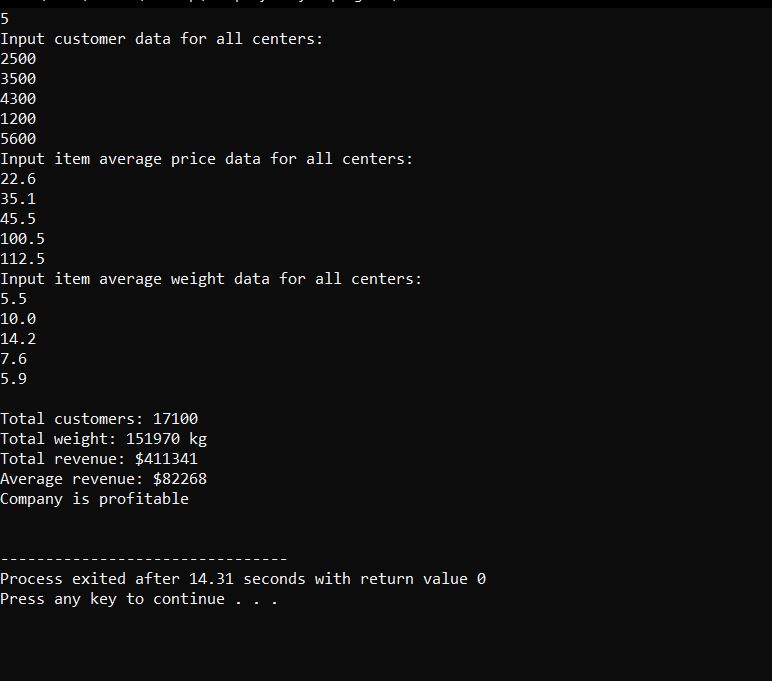 5
Input customer data for all centers:
2500
3500
4300
1200
5600
Input item average price data for all centers:
22.6
35.1
45.5
100.5
112.5
Input item average weight data for all centers:
5.5
10.0
14.2
7.6
5.9
Total customers: 17100
Total weight: 151970 kg
Total revenue: $411341
Average revenue: $82268
Company is profitable
--------------------------------
Process exited after 14.31 seconds with return value 0
Press any key to continue . . .